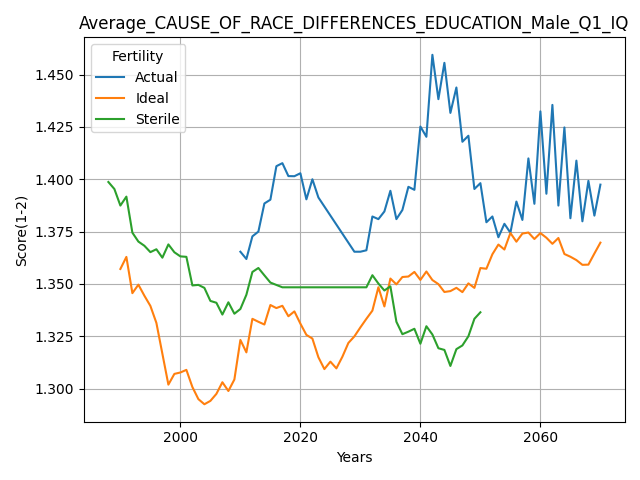 Average_CAUSE_OF_RACE_DIFFERENCES_EDUCATION_Male_Q1_IQ
Fertility
Actual
Ideal
Sterile
Score(1-2)
1.450
1.425
1.400
1.375
1.350
1.325
1.300
2000
2020
2040
2060
Years